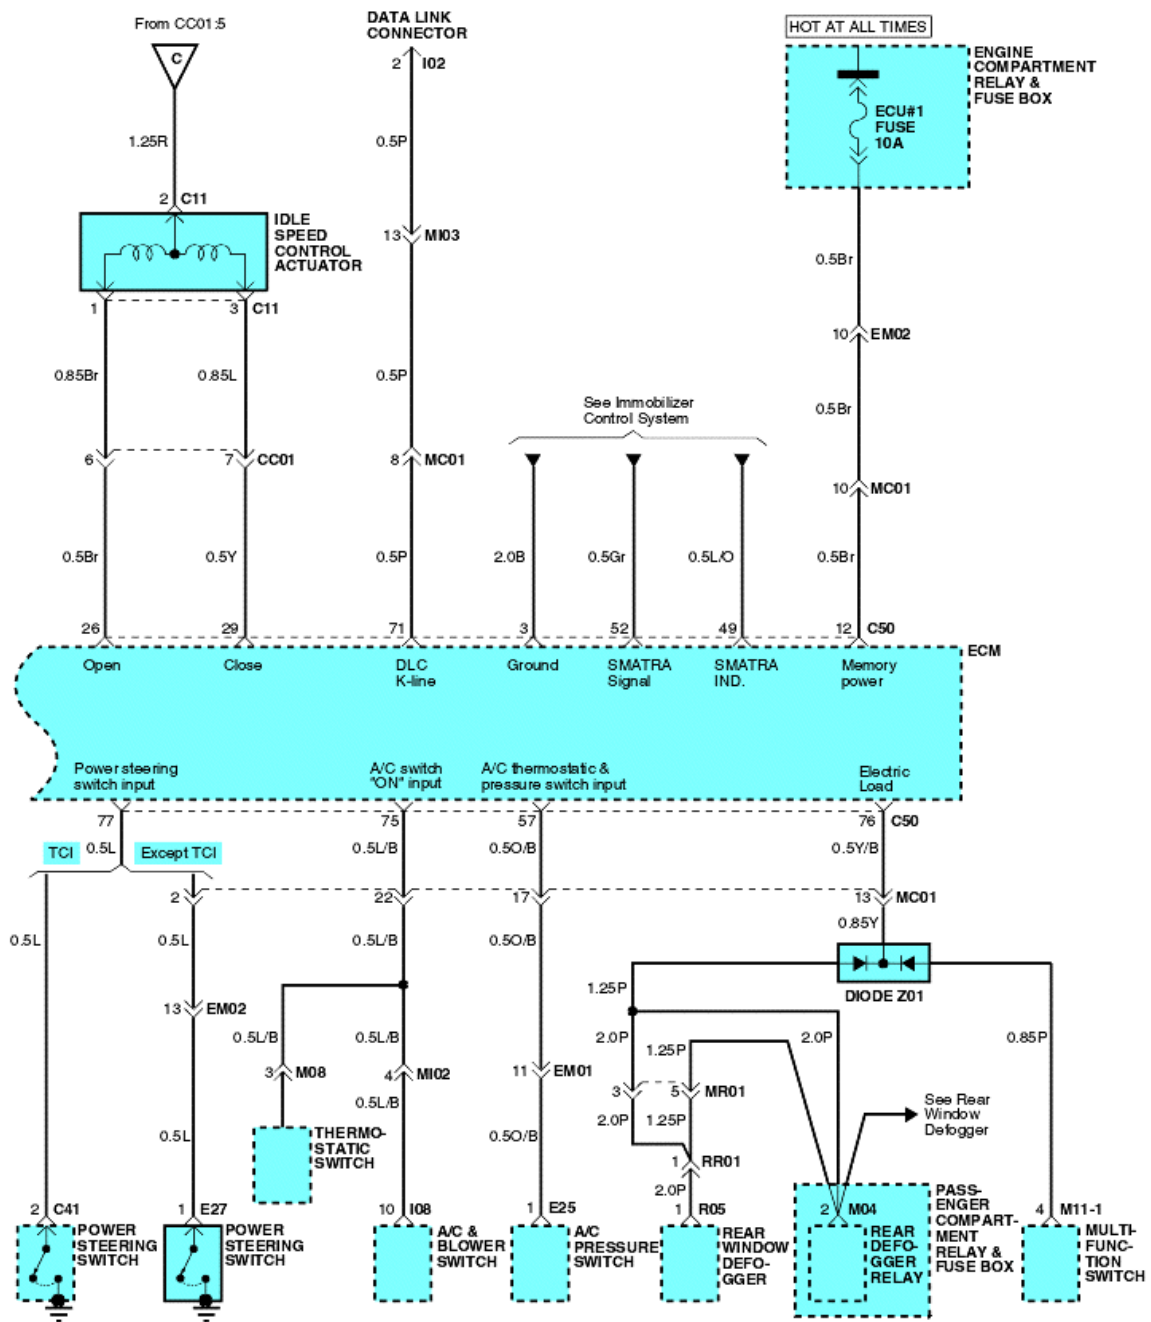 From CC01:5
C
1.25R
2 C11
IDLE
SPEED
CONTROL
ACTUATOR
1
3 C11
0.85Br
0.85L
6
7 CC01
0.5Br
0.5Y
26
29
DATA LINK
CONNECTOR
2 I02
0.5P
13 MI03
0.5P
8 MC01
0.5P
71
See Immobilizer
Control System
2.0B
0.5Gr
0.5L/O
3
52
49
HOT AT ALL TIMES
ENGINE
COMPARTMENT
RELAY &
FUSE BOX
ECU#1
FUSE
10A
0.5Br
10 EM02
0.5Br
10 MC01
0.5Br
12 C50
ECM
Open
Close
DLC
K-line
Ground
SMATRA
Signal
SMATRA
IND.
Memory
power
Power steering
switch input
A/C switch
"ON" input
A/C thermostatic &
pressure switch input
Electric
Load
77
75
57
76 C50
TCI
0.5L
Except TCI
0.5L/B
0.5O/B
0.5Y/B
2
22
17
13 MC01
0.5L
0.5L
0.5L/B
0.5O/B
0.85Y
DIODE Z01
13 EM02
0.5L/B
0.5L/B
1.25P
2.0P
1.25P
2.0P
0.85P
3 M08
4 MI02
11 EM01
3
5 MR01
0.5L
0.5L/B
0.5O/B
2.0P
1.25P
See Rear
Window
Defogger
THERMO-
STATIC
SWITCH
1 RR01
2.0P
2 C41
POWER
STEERING
SWITCH
1 E27
POWER
STEERING
SWITCH
10 I08
A/C &
BLOWER
SWITCH
1 E25
A/C
PRESSURE
SWITCH
1 R05
REAR
WINDOW
DEFO-
GGER
2 M04
REAR
DEFO-
GGER
RELAY
PASS-
ENGER
COMPART-
MENT
RELAY &
FUSE BOX
4 M11-1
MULTI-
FUNC-
TION
SWITCH